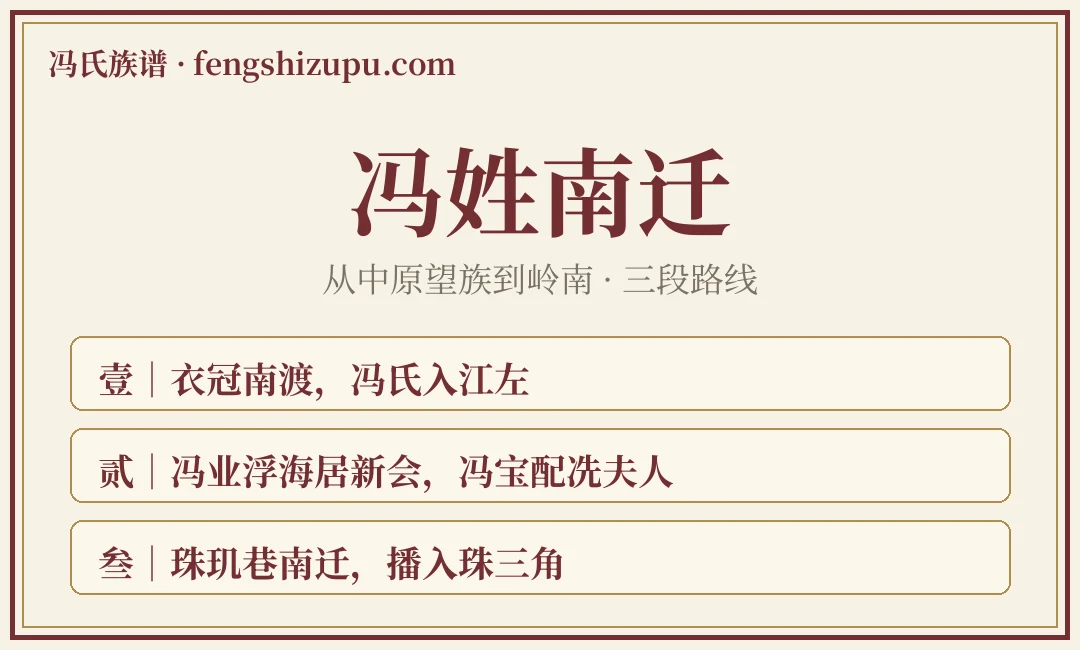 冯氏族谱 · fengshizupu.com
冯姓南迁
从中原望族到岭南 · 三段路线
壹｜衣冠南渡，冯氏入江左
贰｜冯业浮海居新会，冯宝配冼夫人
叁｜珠玑巷南迁，播入珠三角